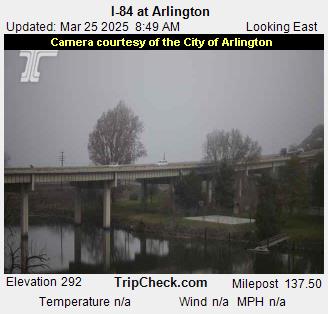 I-84 at Arlington
Updated: Mar 25 2025 8:49 AM Looking East
Camera courtesy of the City of Arlington
Elevation 292 TripCheck.com Milepost 137.50
Temperature n/a Wind n/a MPH n/a